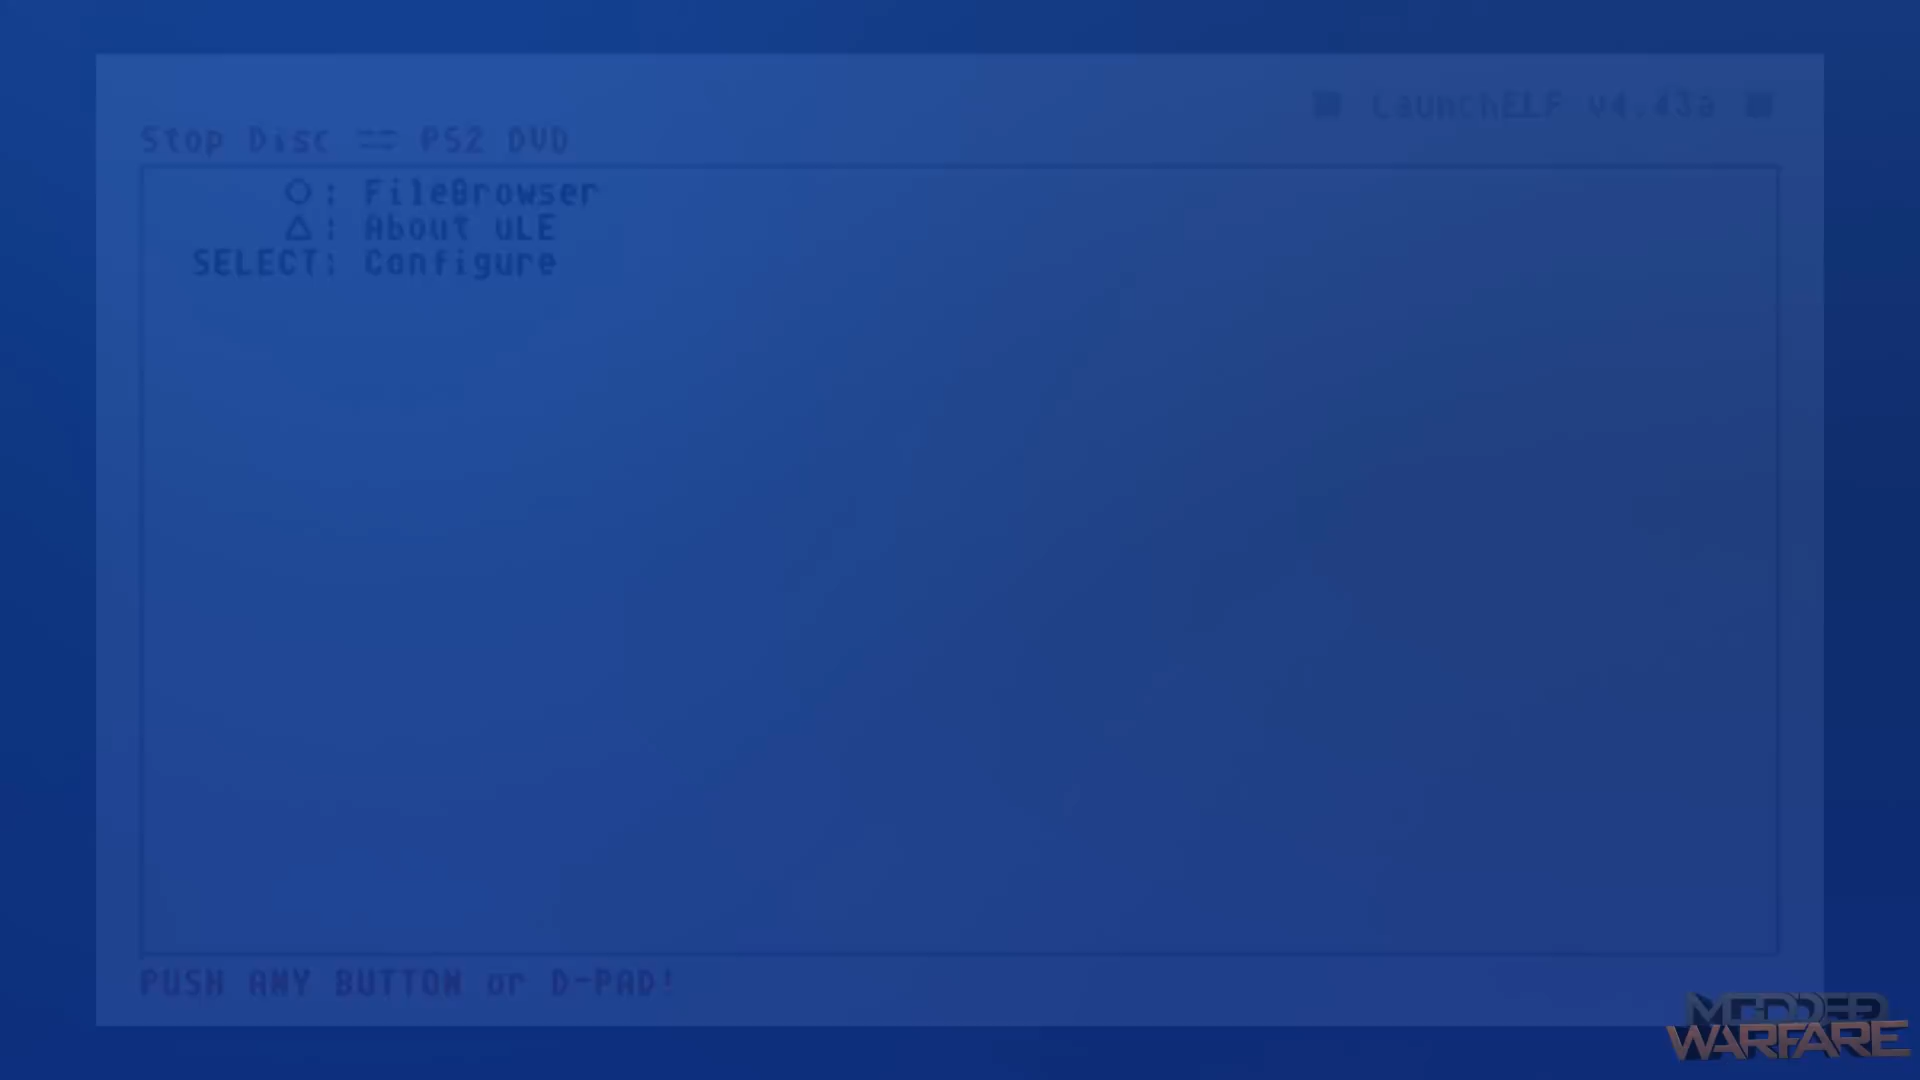 ■ LaunchELF v4.43a ■
Stop Disc == PS2 DVD
○: FileBrowser
△: About uLE
SELECT: Configure
PUSH ANY BUTTON or D-PAD!
MODDED
WARFARE